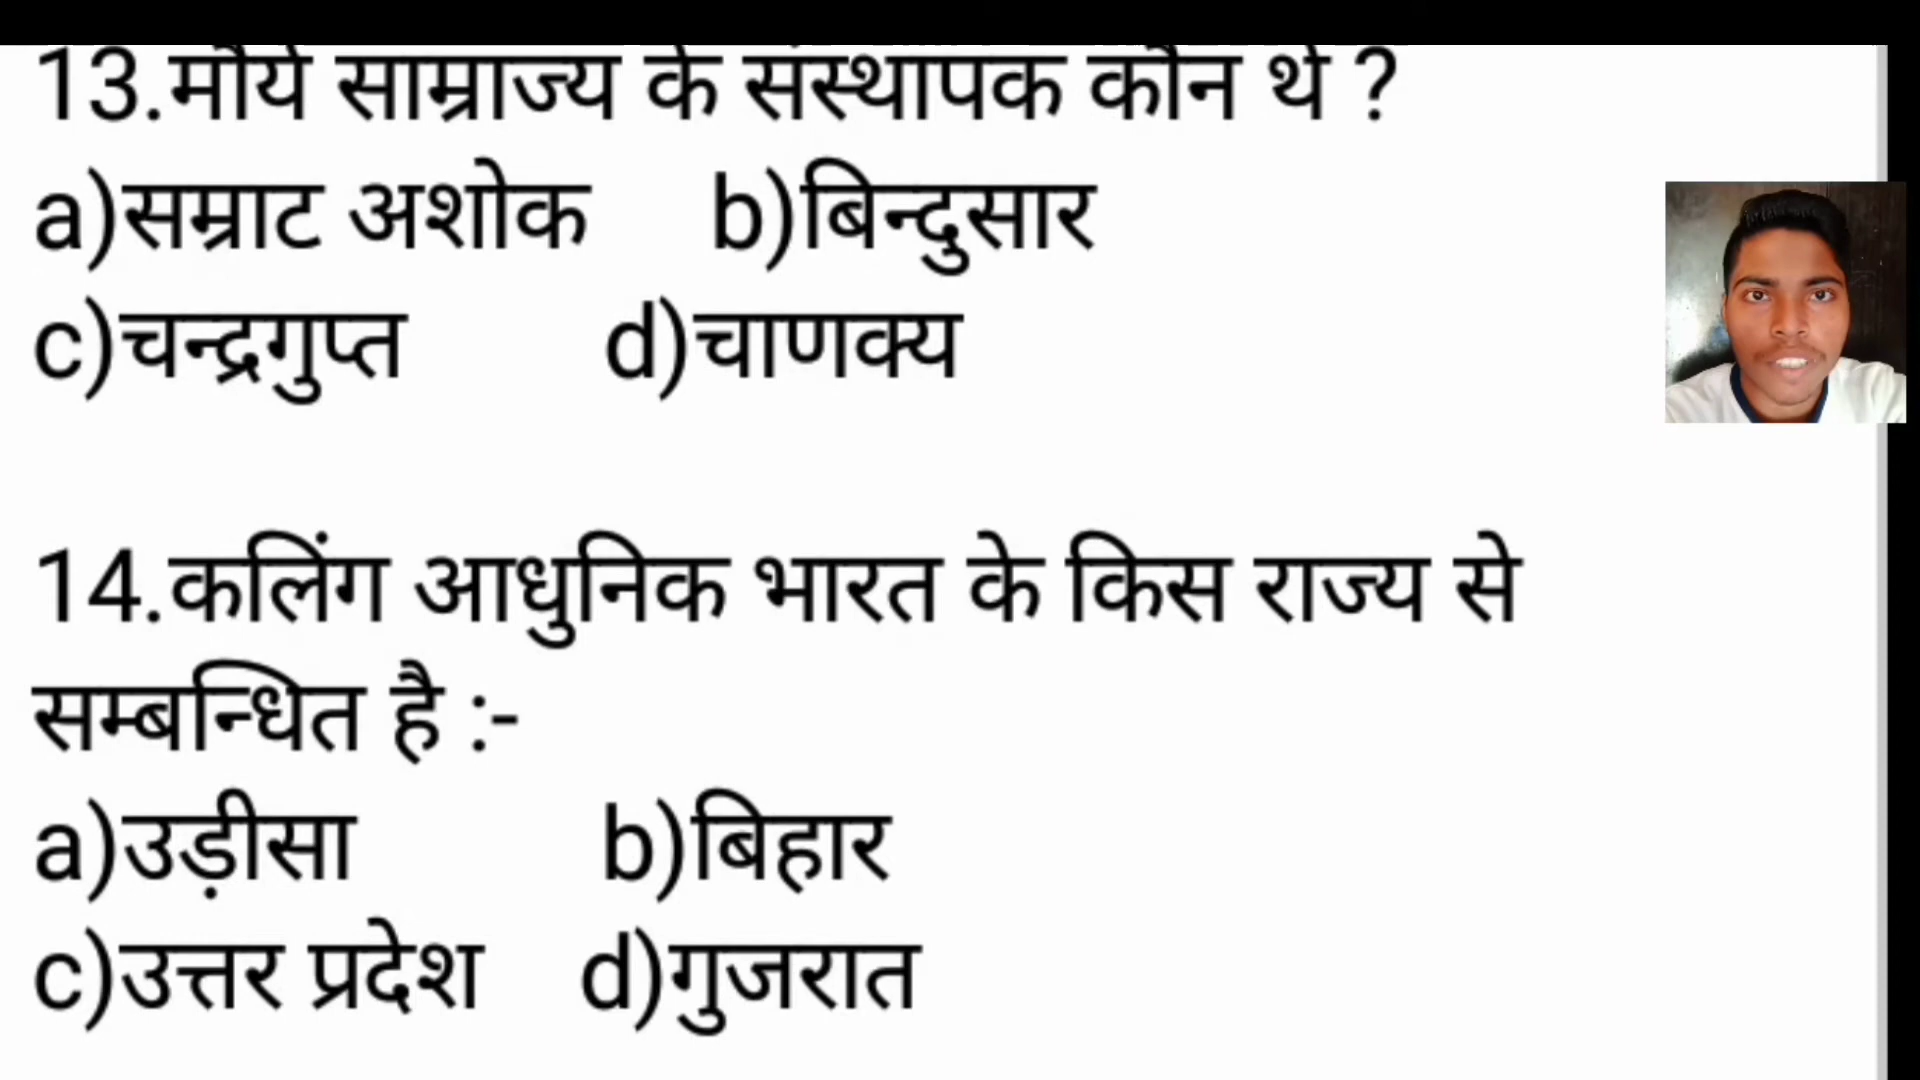 13.मौर्य साम्राज्य के संस्थापक कौन थे ?
a)सम्राट अशोक b)बिन्दुसार
c)चन्द्रगुप्त d)चाणक्य
14.कलिंग आधुनिक भारत के किस राज्य से
सम्बन्धित है :-
a)उड़ीसा b)बिहार
c)उत्तर प्रदेश d)गुजरात